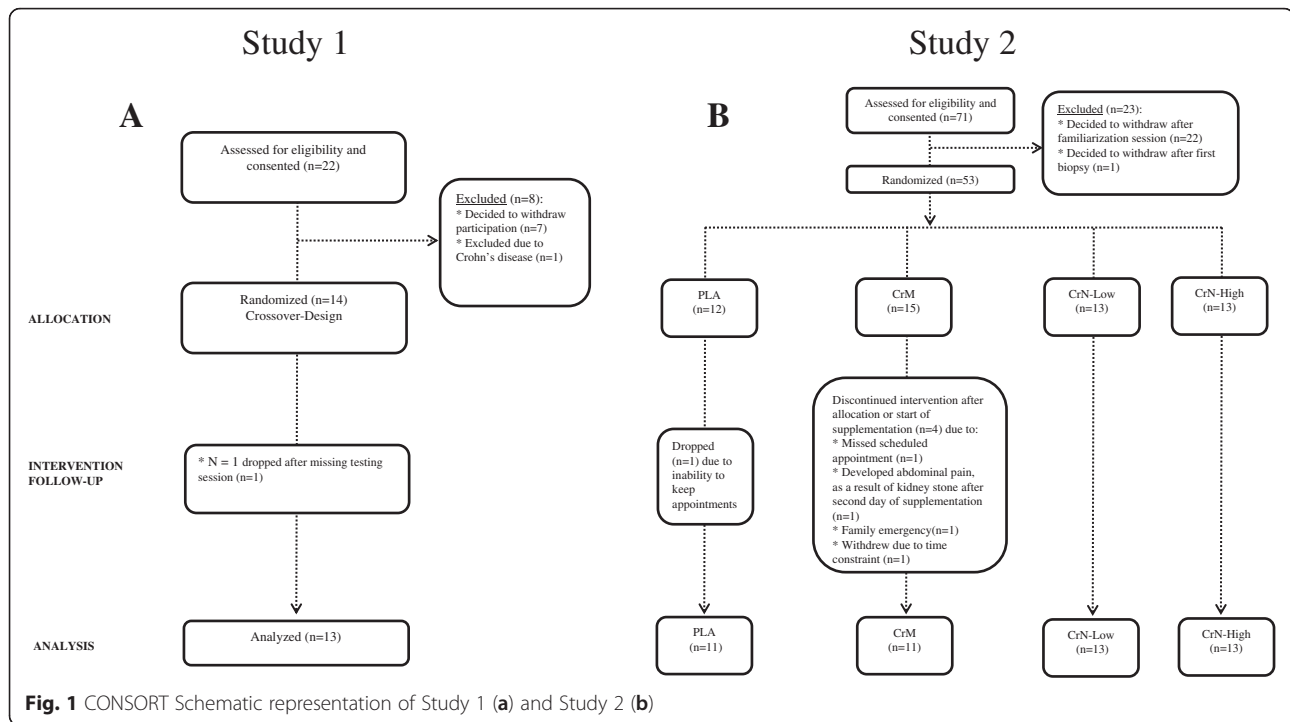 Study 1
A
Assessed for eligibility and
consented (n=22)
Excluded (n=8):
* Decided to withdraw
participation (n=7)
* Excluded due to
Crohn's disease (n=1)
ALLOCATION
Randomized (n=14)
Crossover-Design
INTERVENTION
FOLLOW-UP
* N = 1 dropped after missing testing
session (n=1)
ANALYSIS
Analyzed (n=13)
Study 2
B
Assessed for eligibility and
consented (n=71)
Excluded (n=23):
* Decided to withdraw after
familiarization session (n=22)
* Decided to withdraw after first
biopsy (n=1)
Randomized (n=53)
PLA
(n=12)
CrM
(n=15)
CrN-Low
(n=13)
CrN-High
(n=13)
Dropped
(n=1) due to
inability to
keep
appointments
Discontinued intervention after
allocation or start of
supplementation (n=4) due to:
* Missed scheduled
appointment (n=1)
* Developed abdominal pain,
as a result of kidney stone after
second day of supplementation
(n=1)
* Family emergency(n=1)
* Withdrew due to time
constraint (n=1)
PLA
(n=11)
CrM
(n=11)
CrN-Low
(n=13)
CrN-High
(n=13)
Fig. 1 CONSORT Schematic representation of Study 1 (a) and Study 2 (b)